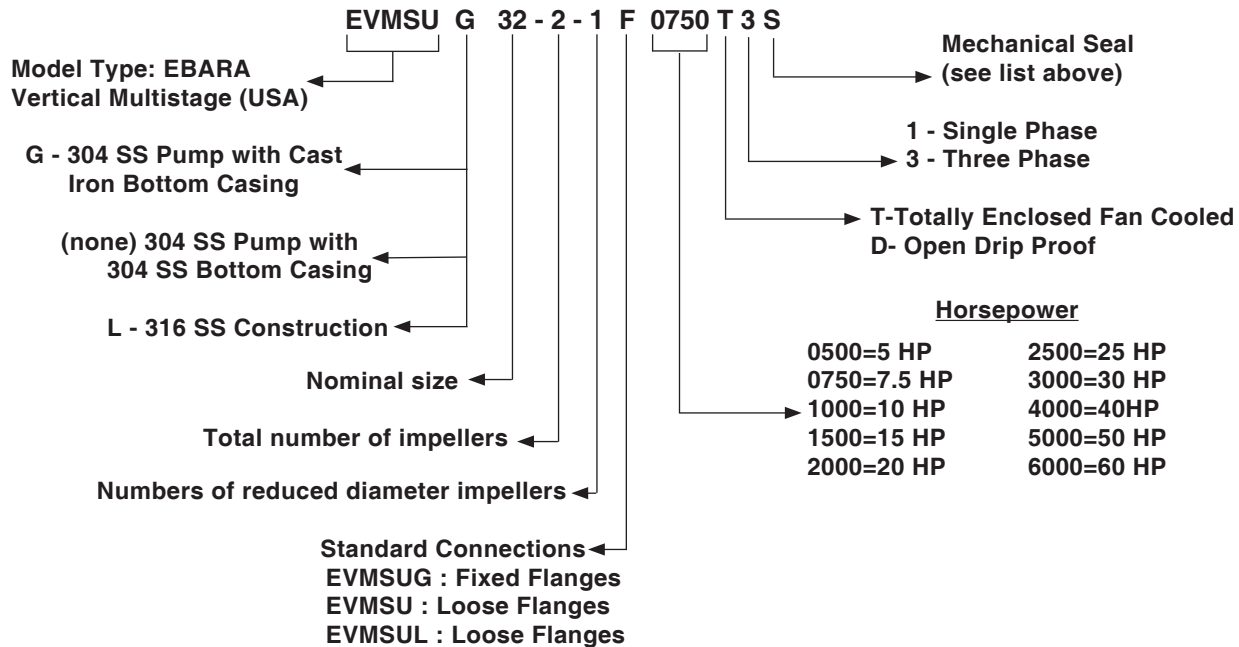 EVMSU G 32 - 2 - 1 F 0750 T 3 S
Model Type: EBARA
Vertical Multistage (USA)
G - 304 SS Pump with Cast
Iron Bottom Casing
(none) 304 SS Pump with
304 SS Bottom Casing
L - 316 SS Construction
Nominal size
Total number of impellers
Numbers of reduced diameter impellers
Standard Connections
EVMSUG : Fixed Flanges
EVMSU : Loose Flanges
EVMSUL : Loose Flanges
Mechanical Seal
(see list above)
1 - Single Phase
3 - Three Phase
T-Totally Enclosed Fan Cooled
D- Open Drip Proof
Horsepower
0500=5 HP 2500=25 HP
0750=7.5 HP 3000=30 HP
1000=10 HP 4000=40HP
1500=15 HP 5000=50 HP
2000=20 HP 6000=60 HP